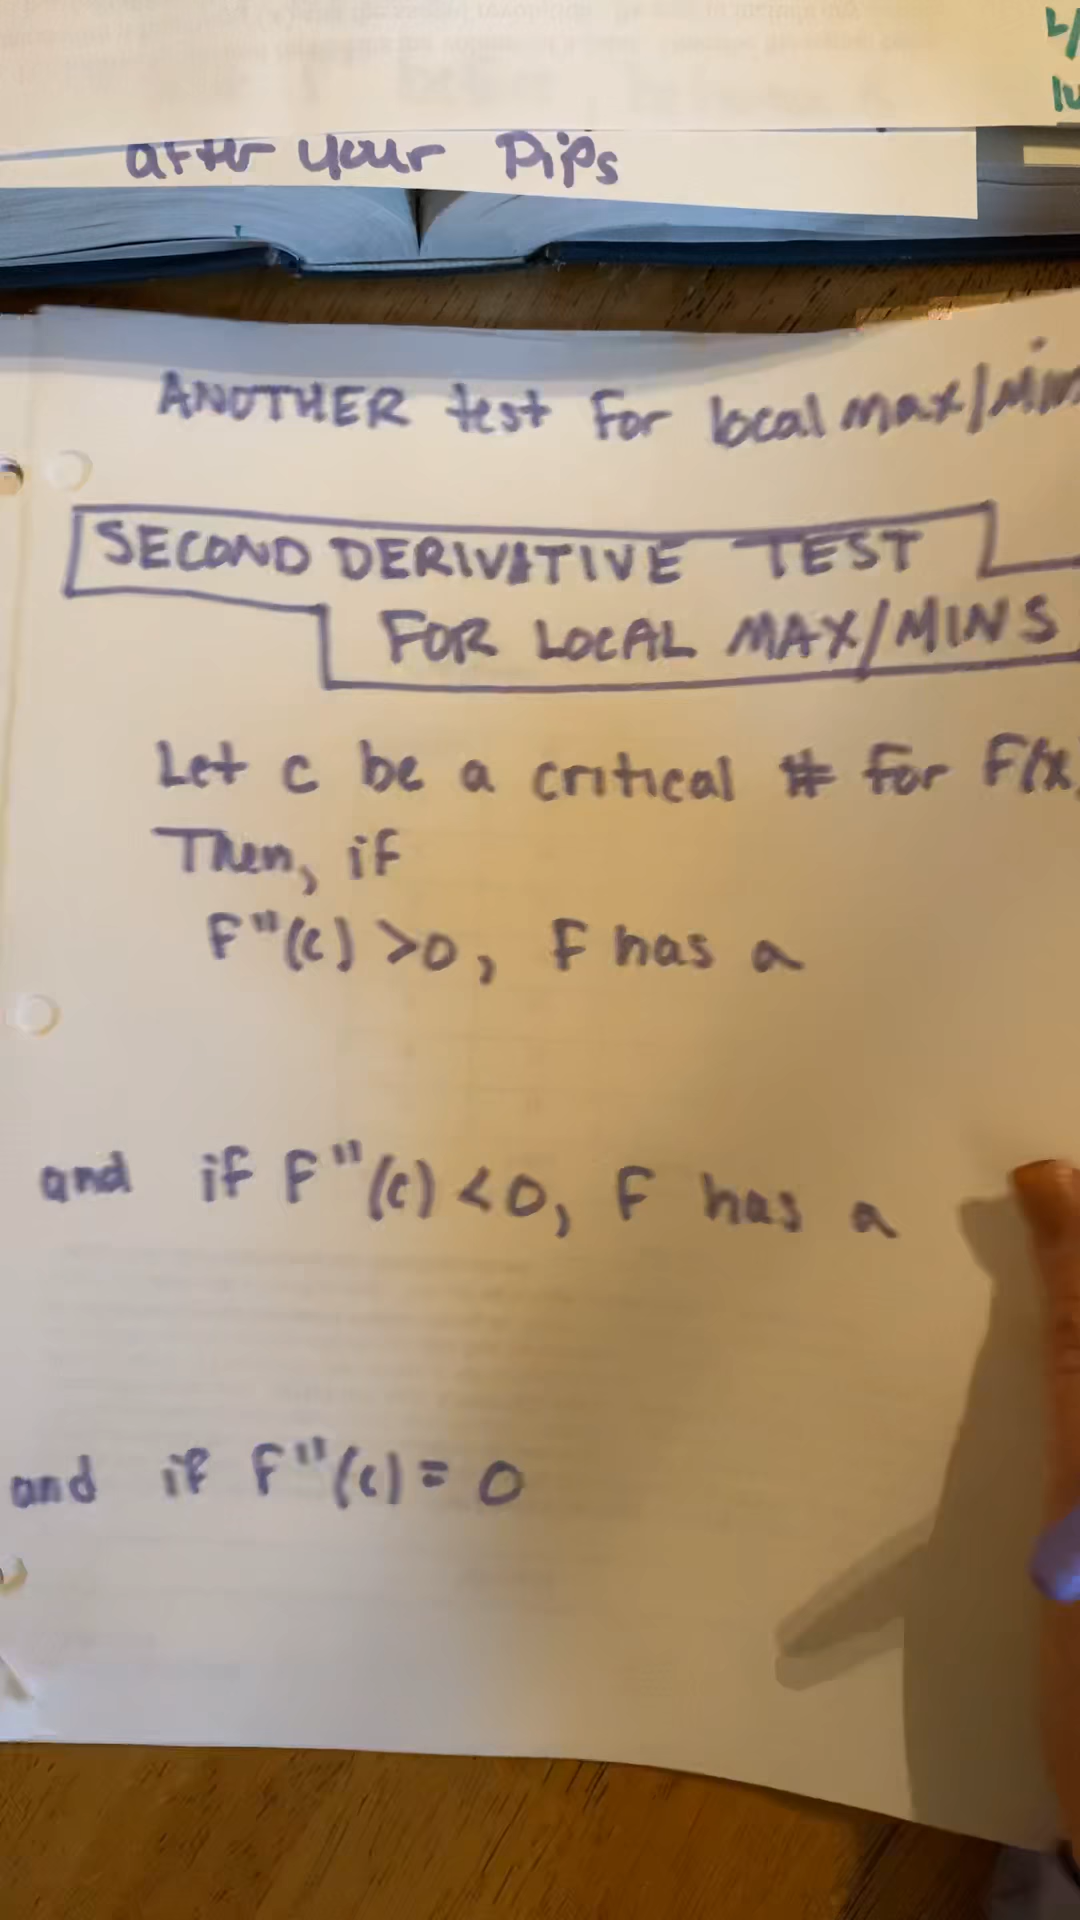 after your Pips
ANOTHER test for local max/Min
SECOND DERIVATIVE TEST
FOR LOCAL MAX/MINS
Let c be a critical # for F(x)
Then, if
F"(c) >0, F has a
and if F"(c) <0, F has a
and if F"(c) = 0